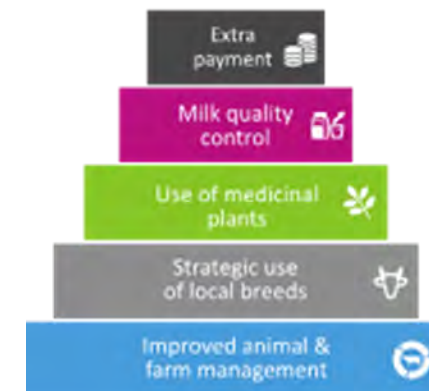 Extra
payment
Milk quality
control
Use of medicinal
plants
Strategic use
of local breeds
Improved animal &
farm management